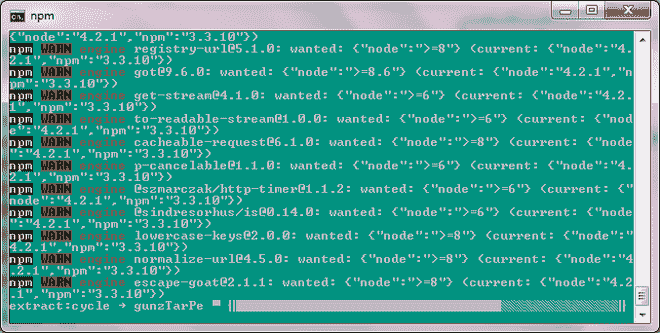 npm
{"node":"4.2.1","npm":"3.3.10"})
npm WARN engine registry-url@5.1.0: wanted: {"node":">=8"} (current: {"node":"4.
2.1","npm":"3.3.10"})
npm WARN engine got@9.6.0: wanted: {"node":">=8.6"} (current: {"node":"4.2.1","n
pm":"3.3.10"})
npm WARN engine get-stream@4.1.0: wanted: {"node":">=6"} (current: {"node":"4.2.
1","npm":"3.3.10"})
npm WARN engine to-readable-stream@1.0.0: wanted: {"node":">=6"} (current: {"nod
e":"4.2.1","npm":"3.3.10"})
npm WARN engine cacheable-request@6.1.0: wanted: {"node":">=8"} (current: {"node
":"4.2.1","npm":"3.3.10"})
npm WARN engine p-cancelable@1.1.0: wanted: {"node":">=6"} (current: {"node":"4.
2.1","npm":"3.3.10"})
npm WARN engine @szmarczak/http-timer@1.1.2: wanted: {"node":">=6"} (current: {"
node":"4.2.1","npm":"3.3.10"})
npm WARN engine @sindresorhus/is@0.14.0: wanted: {"node":">=6"} (current: {"node
":"4.2.1","npm":"3.3.10"})
npm WARN engine lowercase-keys@2.0.0: wanted: {"node":">=8"} (current: {"node":"
4.2.1","npm":"3.3.10"})
npm WARN engine normalize-url@4.5.0: wanted: {"node":">=8"} (current: {"node":"4
.2.1","npm":"3.3.10"})
npm WARN engine escape-goat@2.1.1: wanted: {"node":">=8"} (current: {"node":"4.2
.1","npm":"3.3.10"})
extract:cycle → gunzTarPe